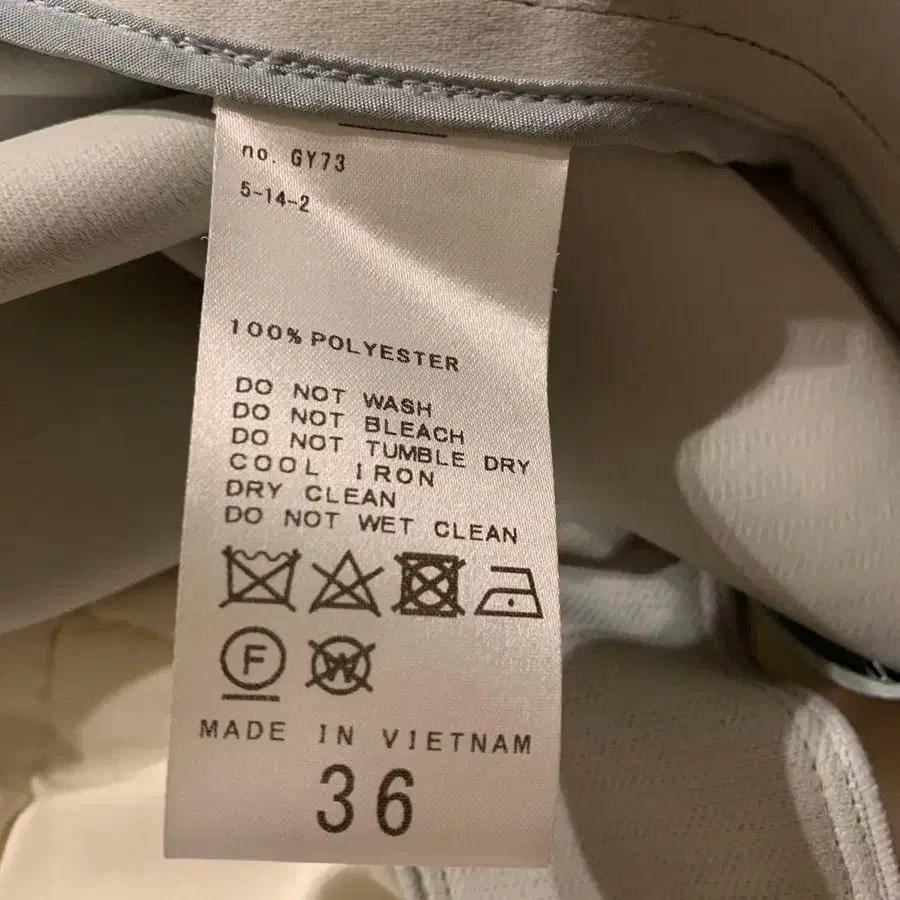 no. GY73
5-14-2
100% POLYESTER
DO NOT WASH
DO NOT BLEACH
DO NOT TUMBLE DRY
COOL IRON
DRY CLEAN
DO NOT WET CLEAN
F W
MADE IN VIETNAM
36